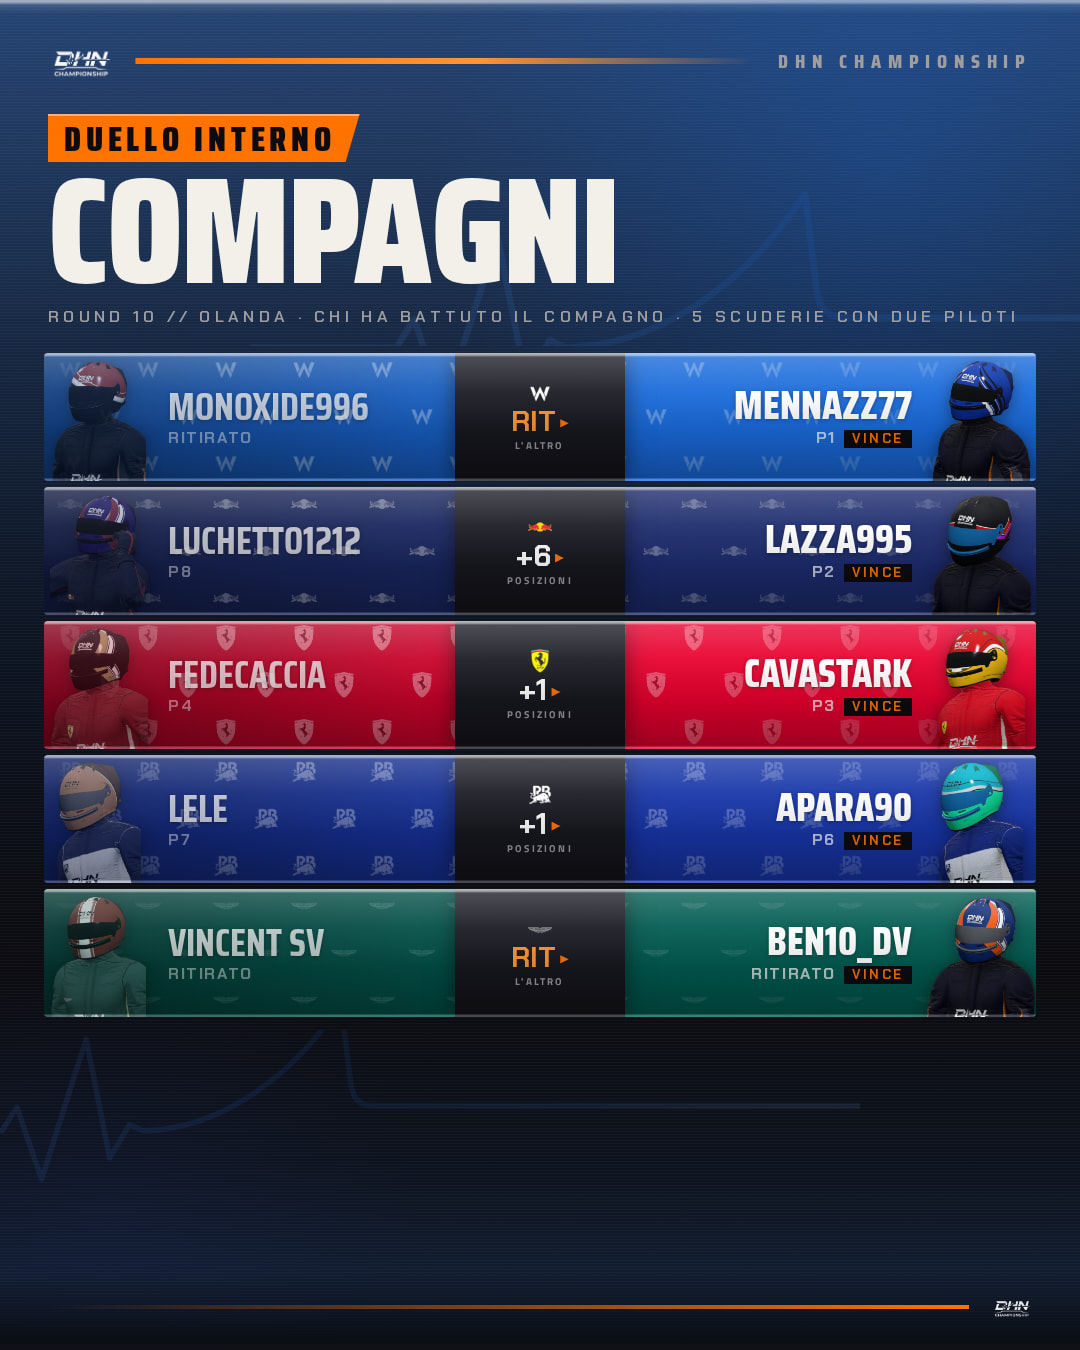 DHN CHAMPIONSHIP
DHN CHAMPIONSHIP
DUELLO INTERNO
COMPAGNI
ROUND 10 // OLANDA · CHI HA BATTUTO IL COMPAGNO · 5 SCUDERIE CON DUE PILOTI
MONOXIDE996
RITIRATO
RIT ▸
L'ALTRO
MENNAZZ77
P1 VINCE
LUCHETTO1212
P8
+6 ▸
POSIZIONI
LAZZA995
P2 VINCE
FEDECACCIA
P4
+1 ▸
POSIZIONI
CAVASTARK
P3 VINCE
LELE
P7
+1 ▸
POSIZIONI
APARA90
P6 VINCE
VINCENT SV
RITIRATO
RIT ▸
L'ALTRO
BEN10_DV
RITIRATO VINCE
DHN CHAMPIONSHIP